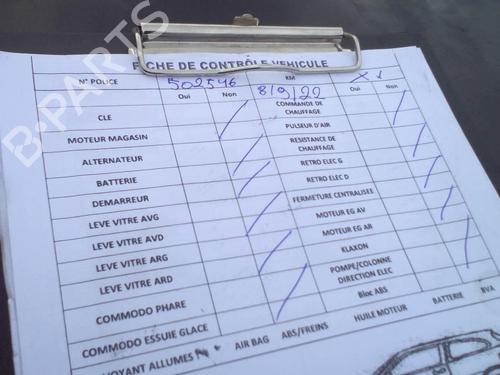 FICHE DE CONTRÔLE VEHICULE
N° POLICE 502546 KM
Oui Non 8/9/22 Oui Non
CLE COMMANDE DE CHAUFFAGE
MOTEUR MAGASIN PULSEUR D'AIR
ALTERNATEUR RESISTANCE DE CHAUFFAGE
BATTERIE RETRO ELEC G
DEMARREUR RETRO ELEC D
LEVE VITRE AVG FERMETURE CENTRALISEE
LEVE VITRE AVD MOTEUR EG AV
LEVE VITRE ARG MOTEUR EG AR
LEVE VITRE ARD KLAXON
COMMODO PHARE POMPE/COLONNE DIRECTION ELEC
COMMODO ESSUIE GLACE Bloc ABS
VOYANT ALLUMES AIR BAG ABS/FREINS HUILE MOTEUR BATTERIE BVA
B-PARTS